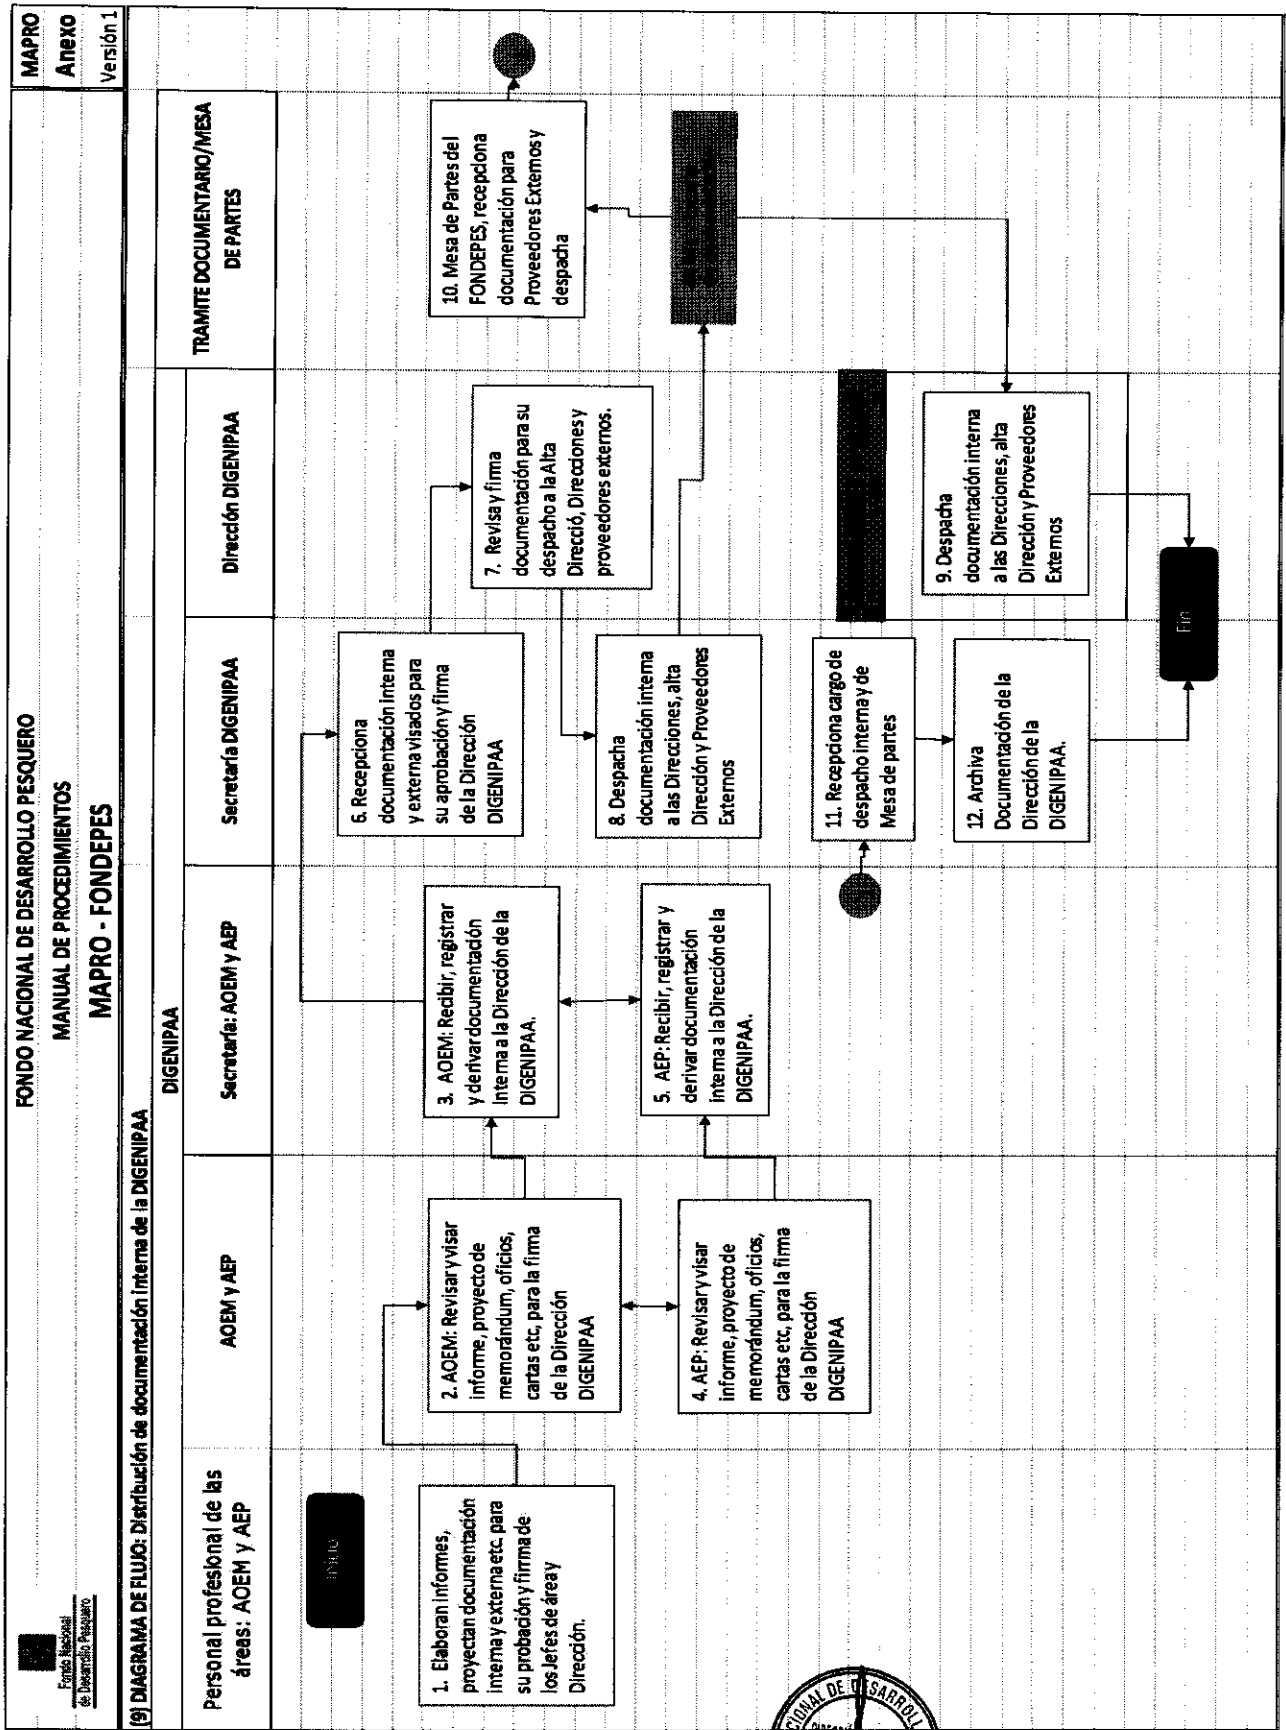 FONDO NACIONAL DE DESARROLLO PESQUERO
MANUAL DE PROCEDIMIENTOS
MAPRO - FONDEPES
MAPRO
Anexo
Versión 1
Fondo Nacional
de Desarrollo Pesquero
(9) DIAGRAMA DE FLUJO: Distribución de documentación interna de la DIGENIPAA
DIGENIPAA
TRAMITE DOCUMENTARIO/MESA
DE PARTES
Personal profesional de las
áreas: AOEM y AEP
AOEM y AEP
Secretaría: AOEM y AEP
Secretaría DIGENIPAA
Dirección DIGENIPAA
Inicio
1. Elaboran informes,
proyectan documentación
interna y externa etc. para
su probación y firrma de
los Jefes de área y
Dirección.
2. AOEM: Revisar y visar
informe, proyecto de
memorándum, oficios,
cartas etc, para la firma
de la Dirección
DIGENIPAA
3. AOEM: Recibir, registrar
y derivar documentación
Interna a la Dirección de la
DIGENIPAA.
4. AEP: Revisar y visar
informe, proyecto de
memorándum, oficios,
cartas etc, para la firma
de la Dirección
DIGENIPAA
5. AEP: Recibir, registrar y
derivar documentación
interna a la Dirección de la
DIGENIPAA.
6. Recepciona
documentación interna
y externa visados para
su aprobación y firma
de la Dirección
DIGENIPAA
7. Revisa y firma
documentación para su
despacho a la Alta
Direcció, Direcciones y
proveedores externos.
8. Despacha
documentación interna
a las Direcciones, alta
Dirección y Proveedores
Externos
10. Mesa de Partes del
FONDEPES, recepciona
documentación para
Proveedores Externos y
despacha
11. Recepciona cargo de
despacho interna y de
Mesa de partes
12. Archiva
Documentación de la
Dirección de la
DIGENIPAA.
9. Despacha
documentación interna
a las Direcciones, alta
Dirección y Proveedores
Externos
Fin
DE DESARROLL